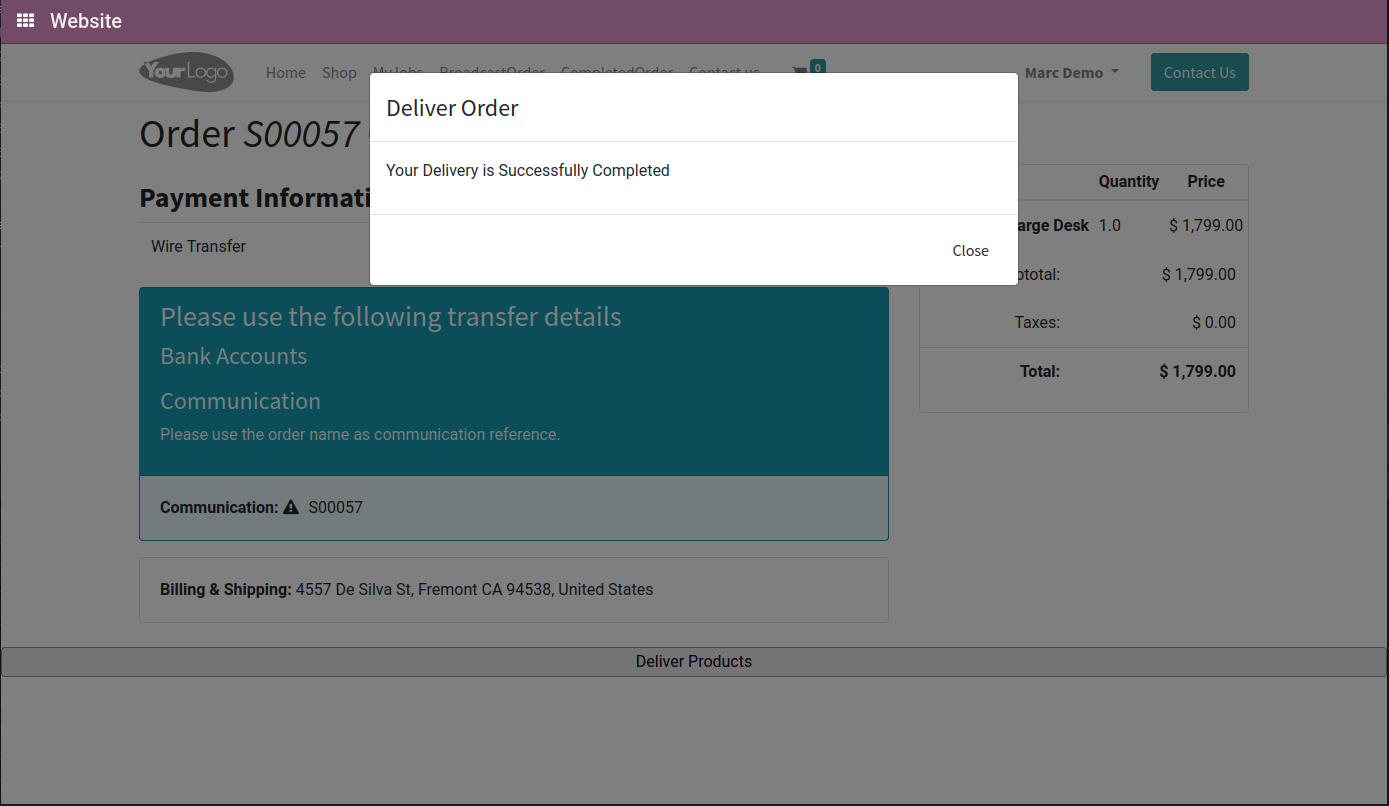 Website
YourLogo Home Shop MyJobs BroadcastOrder CompletedOrder Contact us 0 Marc Demo Contact Us
Deliver Order
Your Delivery is Successfully Completed
Close
Order S00057
Payment Informati
Wire Transfer
Please use the following transfer details
Bank Accounts
Communication
Please use the order name as communication reference.
Communication: S00057
Billing & Shipping: 4557 De Silva St, Fremont CA 94538, United States
Quantity Price
arge Desk 1.0 $ 1,799.00
btotal: $ 1,799.00
Taxes: $ 0.00
Total: $ 1,799.00
Deliver Products